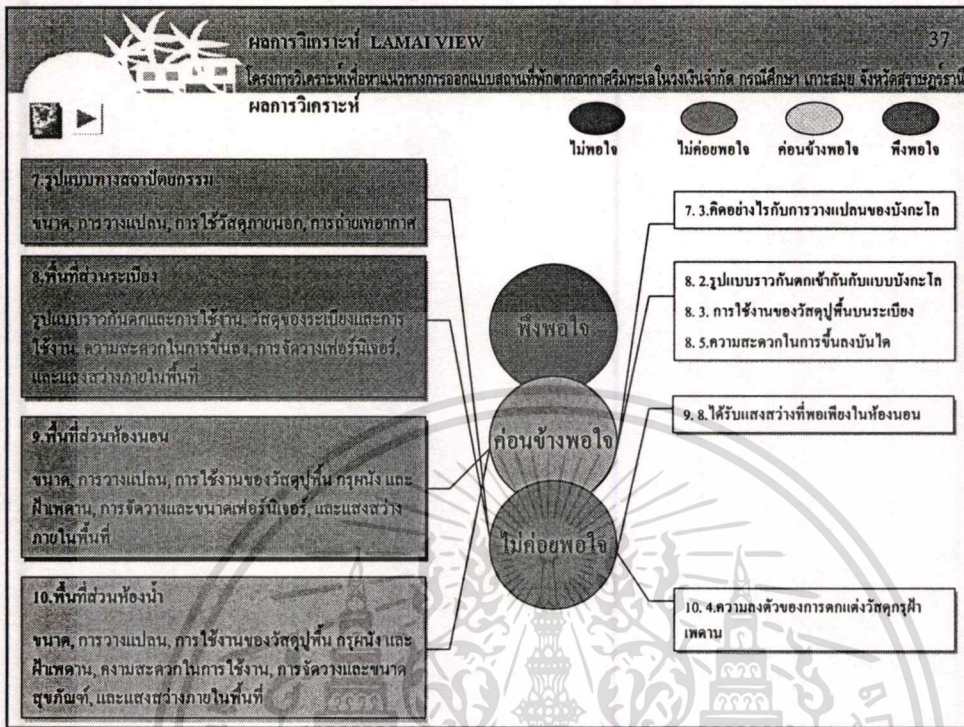 ผลการวิเคราะห์ LAMAI VIEW
37
โครงการวิเคราะห์เพื่อหาแนวทางการออกแบบสถานที่พักตากอากาศริมทะเลในวงเงินจำกัด กรณีศึกษา เกาะสมุย จังหวัดสุราษฎร์ธานี
ผลการวิเคราะห์
ไม่พอใจ
ไม่ค่อยพอใจ
ค่อนข้างพอใจ
พึงพอใจ
7.รูปแบบทางสถาปัตยกรรม
ขนาด, การวางแปลน, การใช้วัสดุภายนอก, การถ่ายเทอากาศ
8.พื้นที่ส่วนระเบียง
รูปแบบราวกันตกและการใช้งาน, วัสดุของระเบียงและการ
ใช้งาน, ความสะดวกในการขึ้นลง, การจัดวางเฟอร์นิเจอร์,
และแสงสว่างภายในพื้นที่
9.พื้นที่ส่วนห้องนอน
ขนาด, การวางแปลน, การใช้งานของวัสดุปูพื้น กรุผนัง และ
ฝ้าเพดาน, การจัดวางและขนาดเฟอร์นิเจอร์, และแสงสว่าง
ภายในพื้นที่
10.พื้นที่ส่วนห้องน้ำ
ขนาด, การวางแปลน, การใช้งานของวัสดุปูพื้น กรุผนัง และ
ฝ้าเพดาน, ความสะดวกในการใช้งาน, การจัดวางและขนาด
สุขภัณฑ์, และแสงสว่างภายในพื้นที่
พึงพอใจ
ค่อนข้างพอใจ
ไม่ค่อยพอใจ
7. 3.คิดอย่างไรกับการวางแปลนของบังกะโล
8. 2.รูปแบบราวกันตกเข้ากันกับแบบบังกะโล
8. 3. การใช้งานของวัสดุปูพื้นบนระเบียง
8. 5.ความสะดวกในการขึ้นลงบันได
9. 8.ได้รับแสงสว่างที่พอเพียงในห้องนอน
10. 4.ความลงตัวของการตกแต่งวัสดุกรุฝ้า
เพดาน